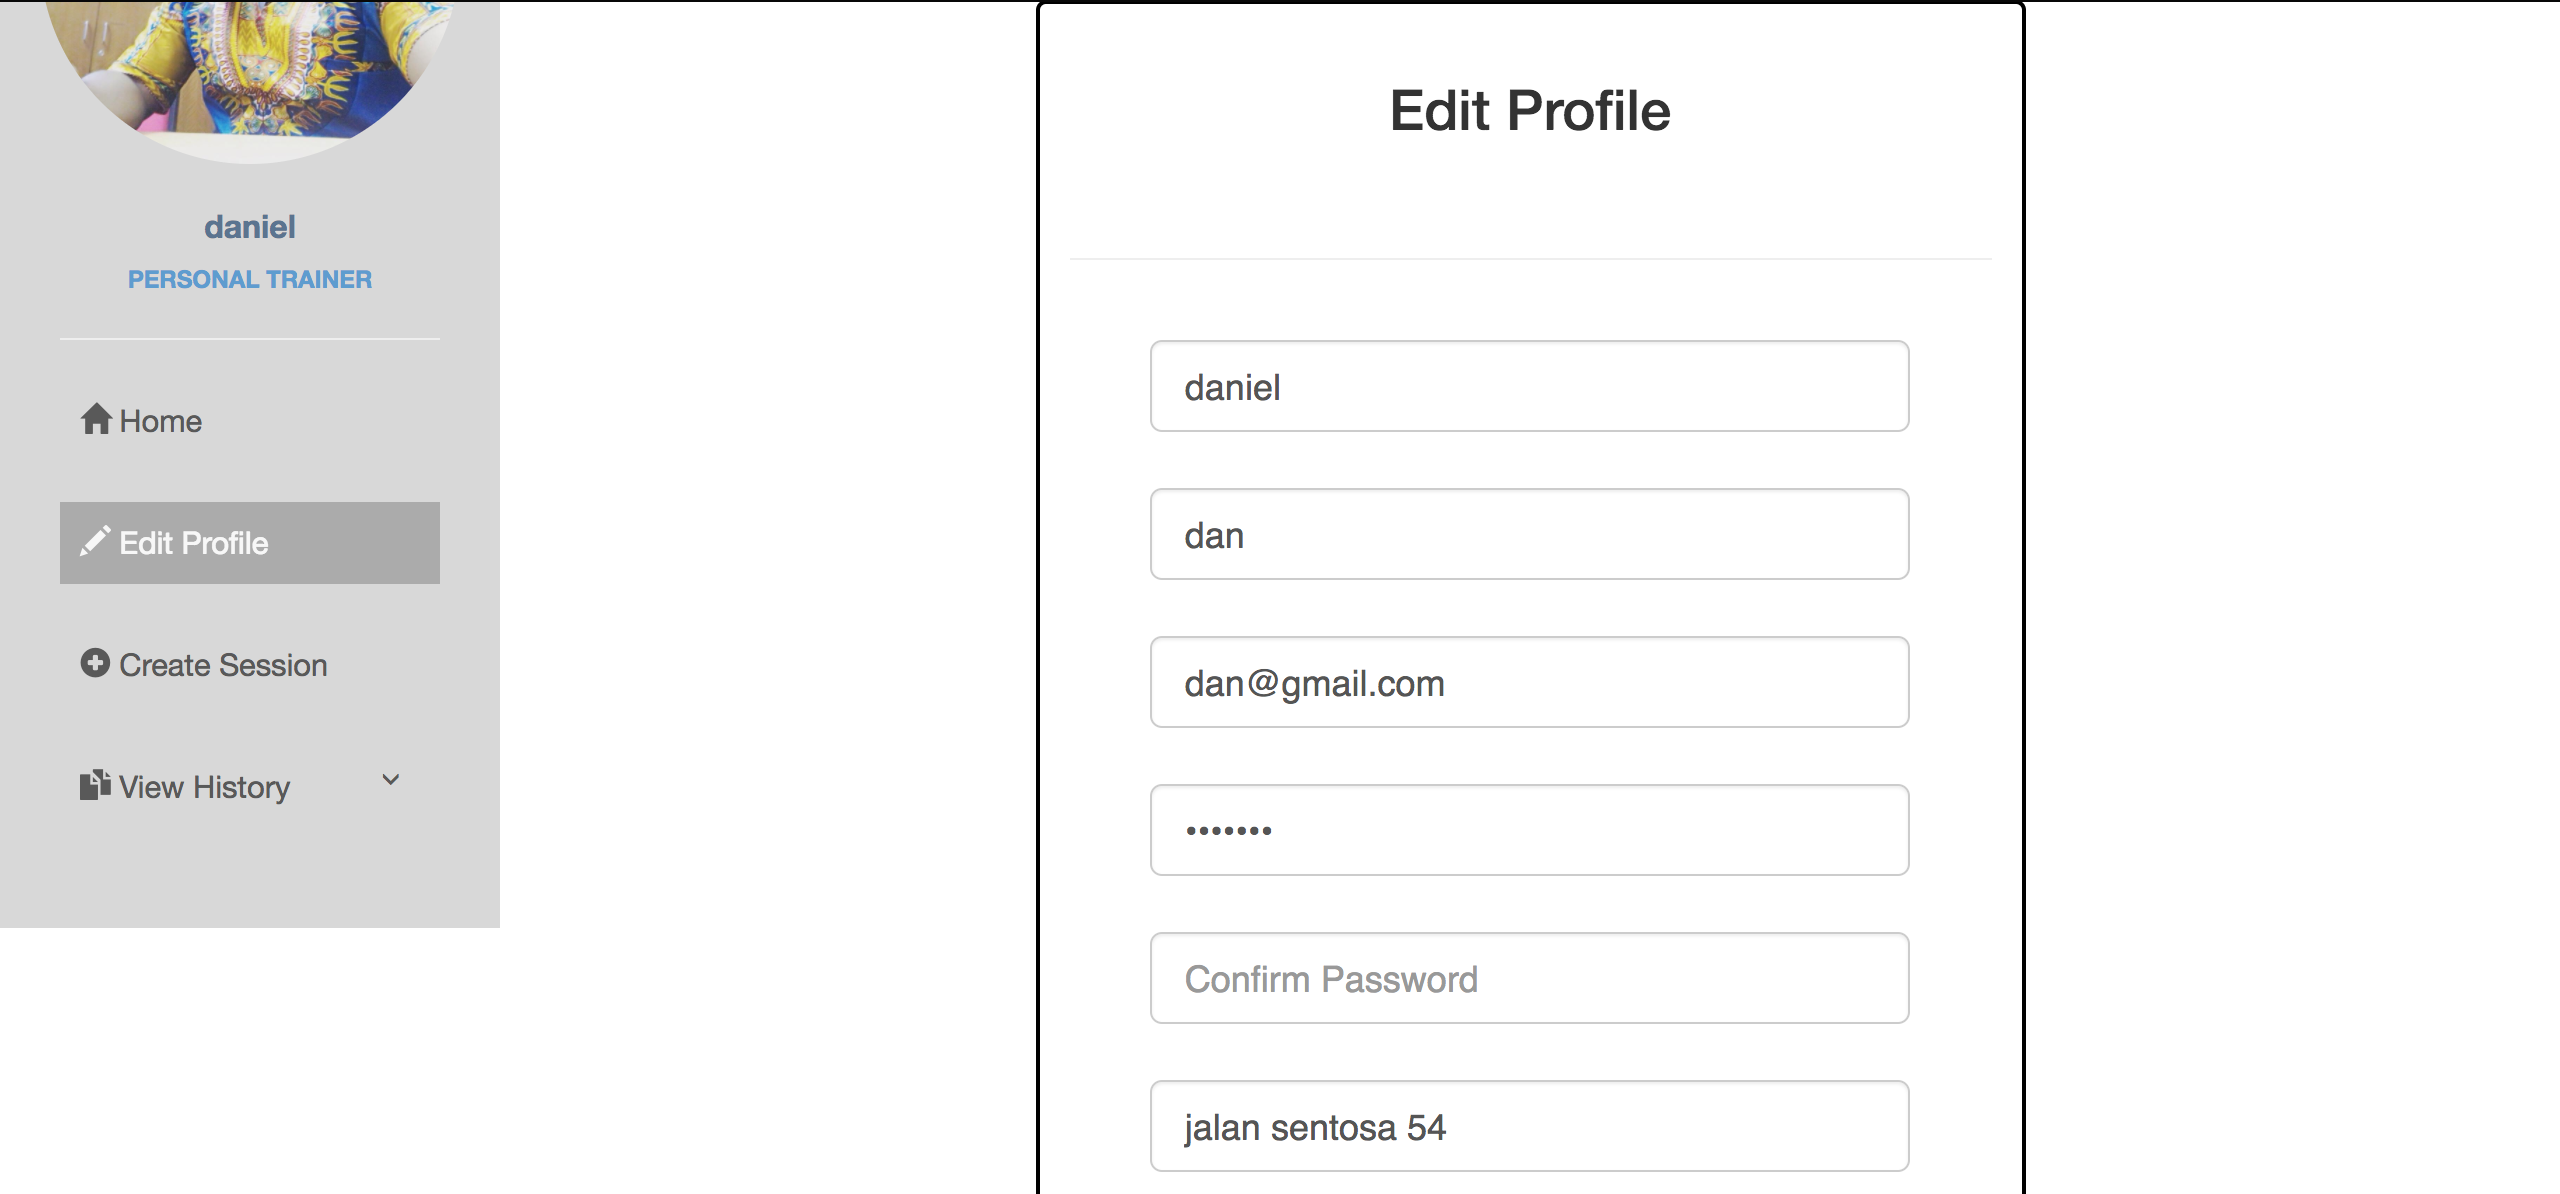 daniel
PERSONAL TRAINER
Home
Edit Profile
Create Session
View History
Edit Profile
daniel
dan
dan@gmail.com
•••••••
Confirm Password
jalan sentosa 54